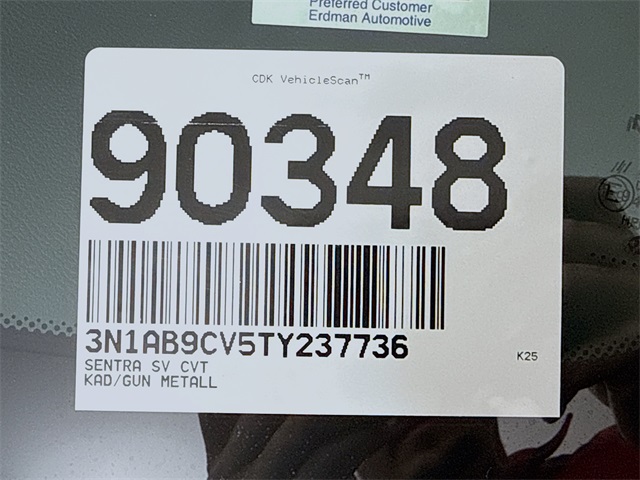 Preferred Customer
Erdman Automotive
CDK VehicleScan™
90348
3N1AB9CV5TY237736
SENTRA SV CVT
KAD/GUN METALL
K25